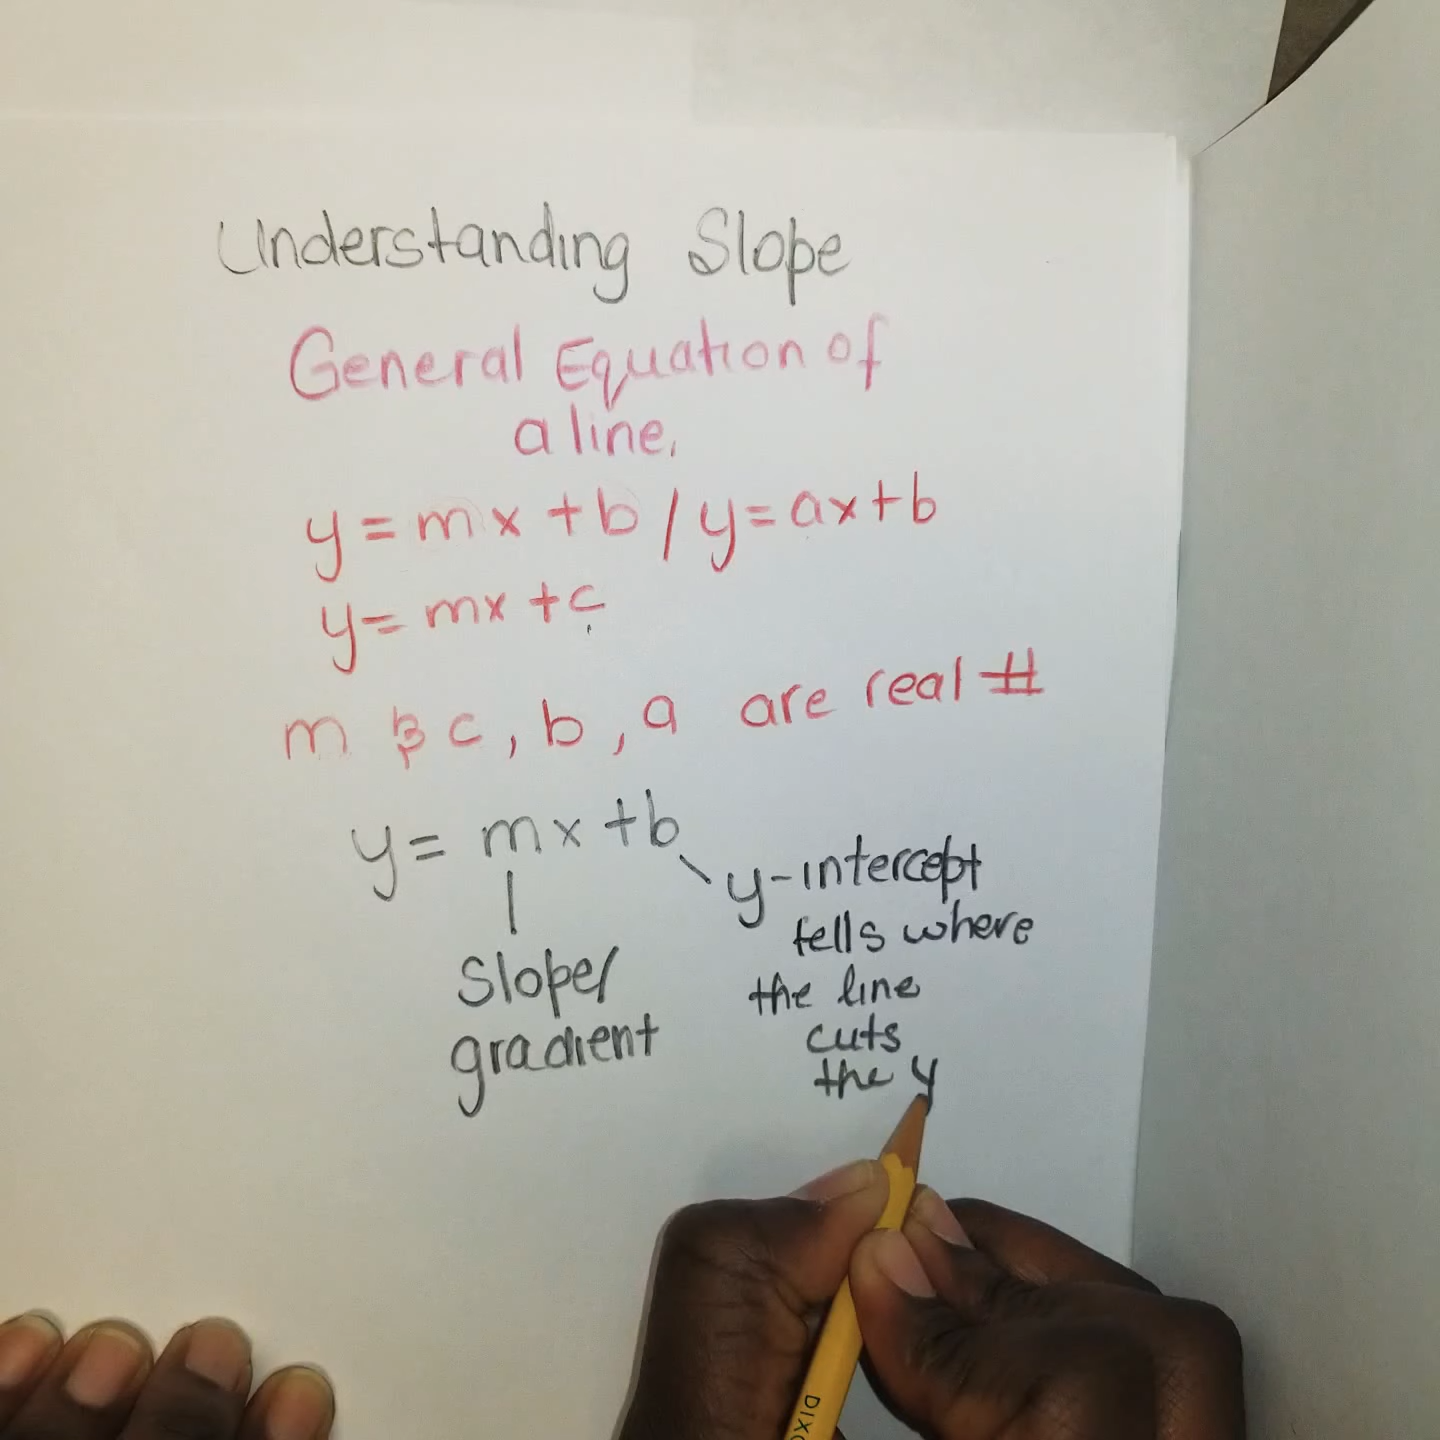 Understanding Slope
General Equation of
a line,
y = mx + b / y = ax + b
y = mx + c
m & c, b, a are real #
y = mx + b
y-intercept
tells where
the line
cuts
the y
Slope/
gradient
DIXO